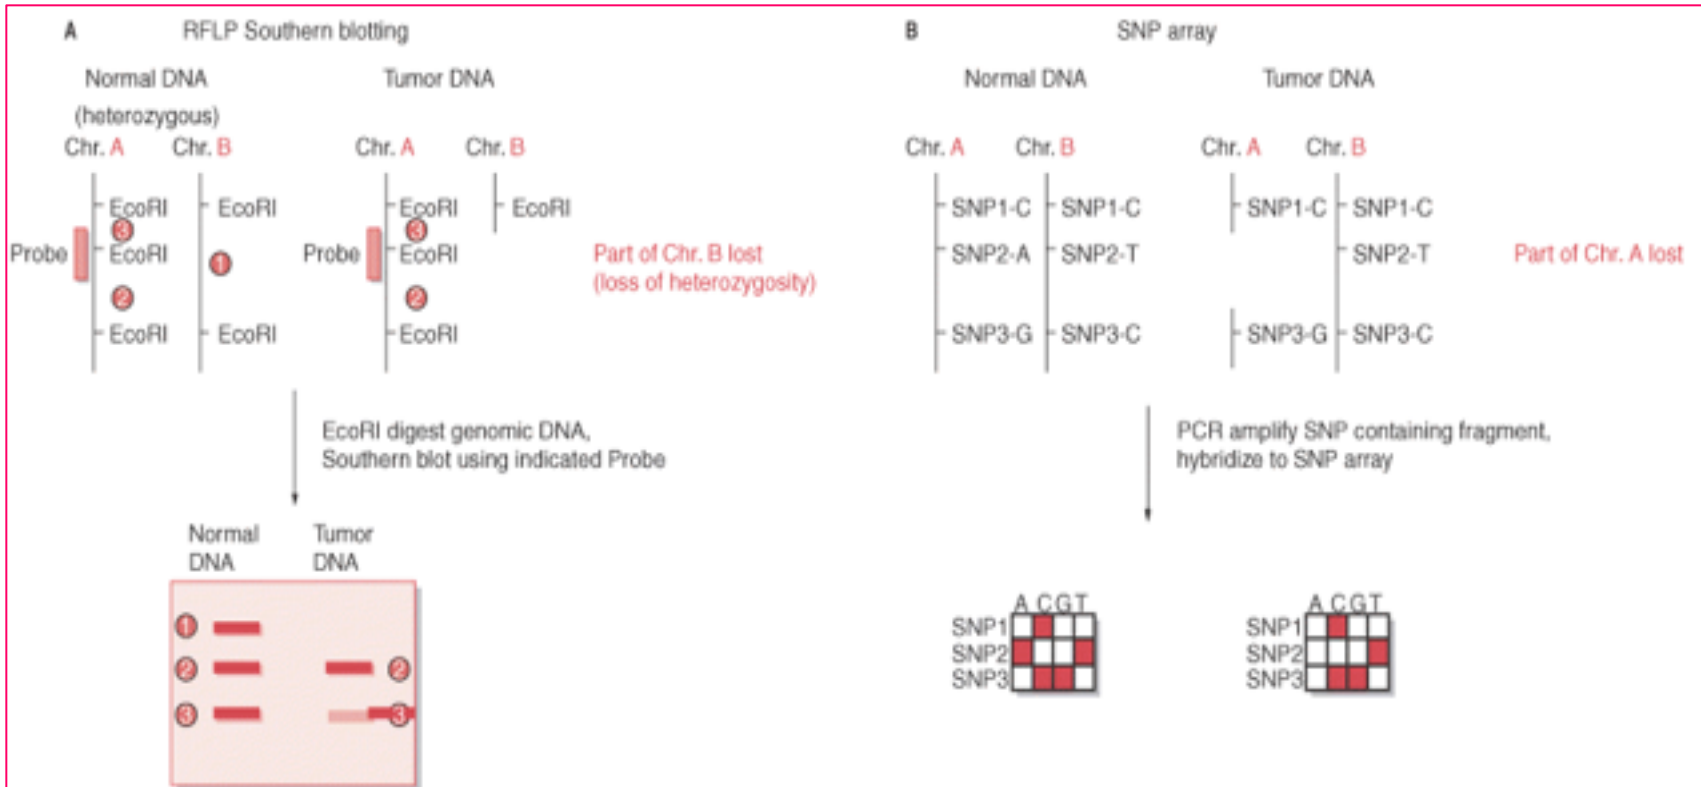 A RFLP Southern blotting
Normal DNA Tumor DNA
(heterozygous)
Chr. A Chr. B Chr. A Chr. B
EcoRI EcoRI EcoRI EcoRI
3 3
Probe EcoRI 1 Probe EcoRI
Part of Chr. B lost
(loss of heterozygosity)
2 2
EcoRI EcoRI EcoRI
EcoRI digest genomic DNA,
Southern blot using indicated Probe
Normal DNA
Tumor DNA
1
2 2
3 3
B SNP array
Normal DNA Tumor DNA
Chr. A Chr. B Chr. A Chr. B
SNP1-C SNP1-C SNP1-C SNP1-C
SNP2-A SNP2-T SNP2-T Part of Chr. A lost
SNP3-G SNP3-C SNP3-G SNP3-C
PCR amplify SNP containing fragment,
hybridize to SNP array
A C G T A C G T
SNP1 SNP1
SNP2 SNP2
SNP3 SNP3